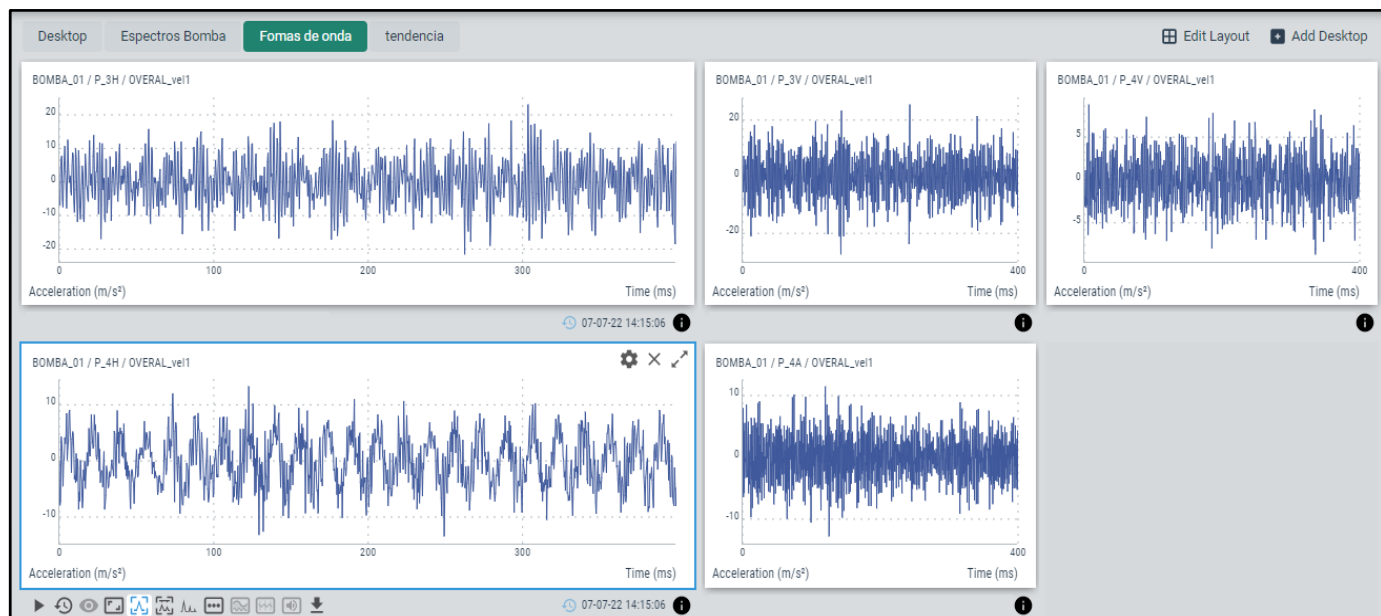 Desktop Espectros Bomba Fomas de onda tendencia Edit Layout Add Desktop
BOMBA_01 / P_3H / OVERAL_vel1
20
10
0
-10
-20
0 100 200 300
Acceleration (m/s²) Time (ms)
07-07-22 14:15:06
BOMBA_01 / P_3V / OVERAL_vel1
20
0
-20
0 400
Acceleration (m/s²) Time (ms)
BOMBA_01 / P_4V / OVERAL_vel1
5
0
-5
0 400
Acceleration (m/s²) Time (ms)
BOMBA_01 / P_4H / OVERAL_vel1
10
0
-10
0 100 200 300
Acceleration (m/s²) Time (ms)
07-07-22 14:15:06
BOMBA_01 / P_4A / OVERAL_vel1
10
0
-10
0 400
Acceleration (m/s²) Time (ms)